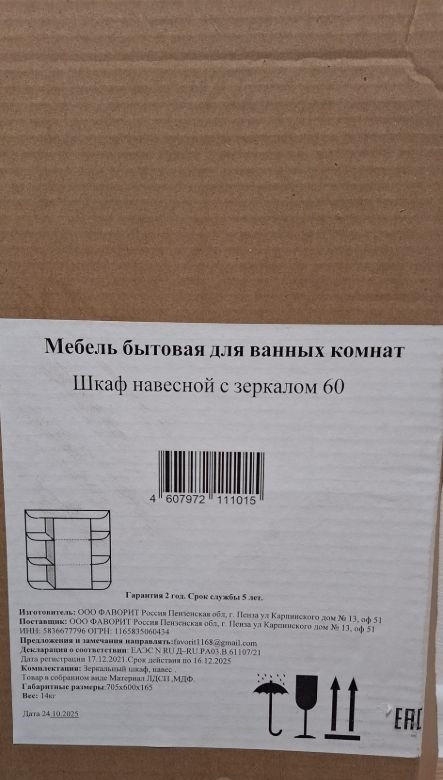 Мебель бытовая для ванных комнат
Шкаф навесной с зеркалом 60
4 607972 111015
Гарантия 2 год. Срок службы 5 лет.
Изготовитель: ООО ФАВОРИТ Россия Пензенская обл, г. Пенза ул Карпинского дом № 13, оф 51
Поставщик: ООО ФАВОРИТ Россия Пензенская обл, г. Пенза ул Карпинского дом № 13, оф 51
ИНН: 5836677796 ОГРН: 1165835060434
Предложения и замечания направлять:favorit1168@gmail.com
Декларация о соответствии: ЕАЭС N RU Д-RU.РА03.В.61107/21
Дата регистрации 17.12.2021.Срок действия по 16.12.2025
Комплектация: Зеркальный шкаф, навес .
Товар в собранном виде Материал ЛДСП ,МДФ.
Габаритные размеры:705х600х165
Вес: 14кг
Дата 24.10.2025
EAC